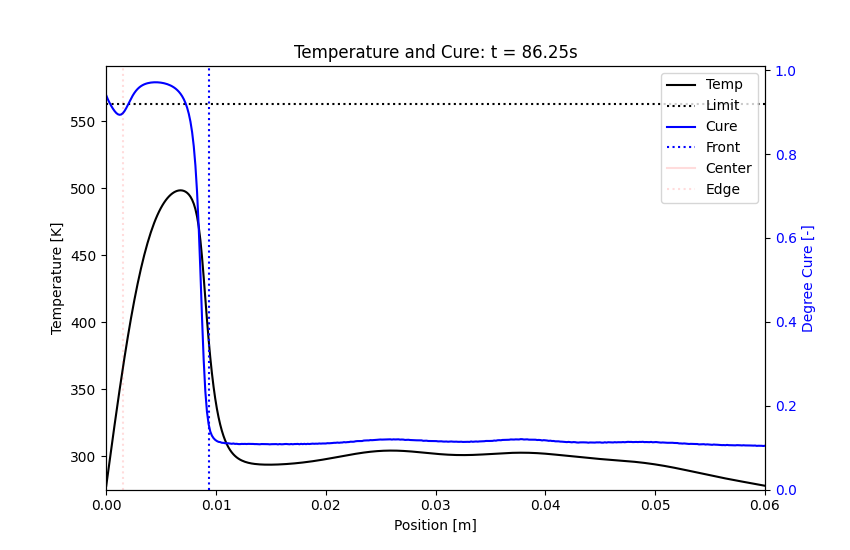 Temperature and Cure: t = 86.25s
Temp
Limit
Cure
Front
Center
Edge
Temperature [K]
550
500
450
400
350
300
Degree Cure [-]
1.0
0.8
0.6
0.4
0.2
0.0
0.00 0.01 0.02 0.03 0.04 0.05 0.06
Position [m]